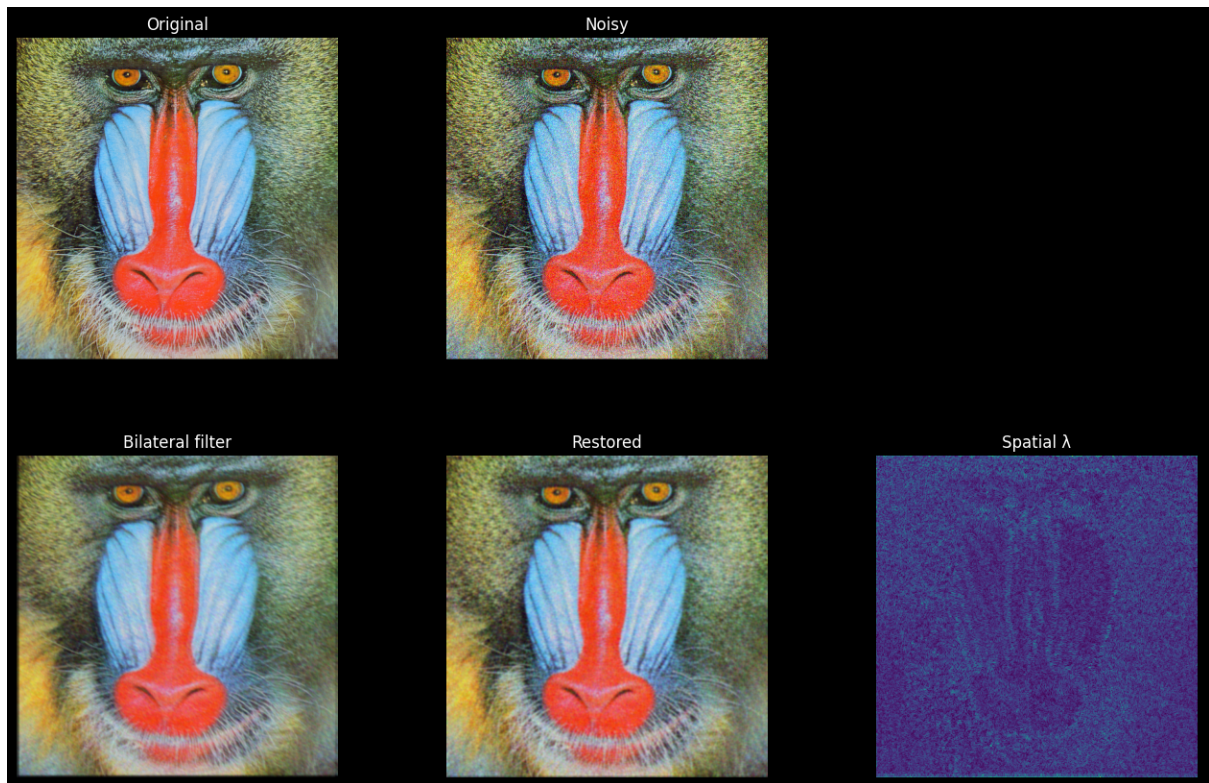 Original
Noisy
Bilateral filter
Restored
Spatial λ